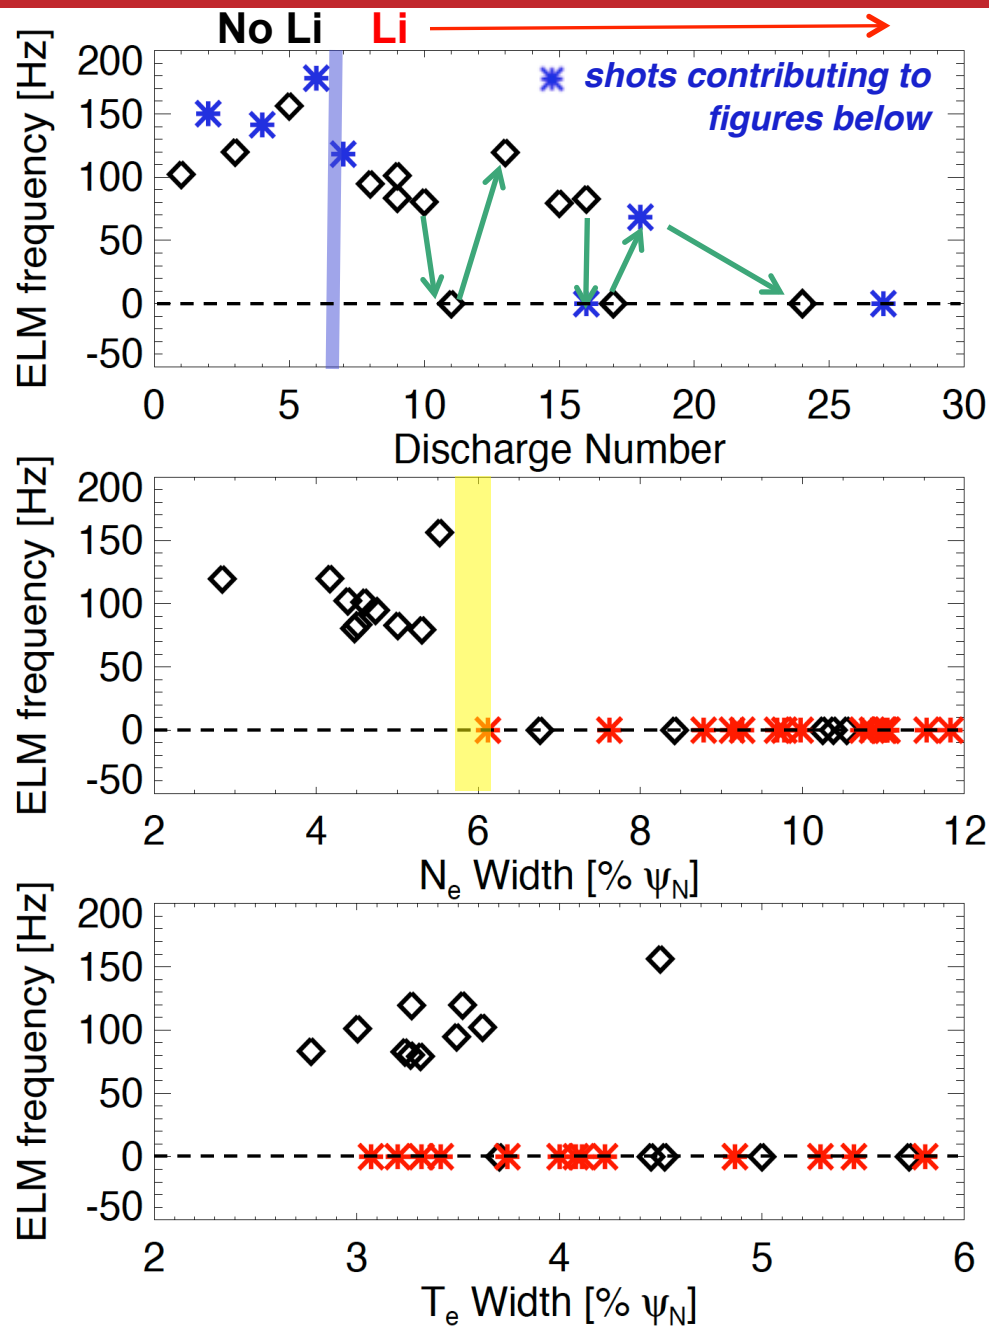 No Li Li
ELM frequency [Hz]
200
150
100
50
0
-50
shots contributing to
figures below
0 5 10 15 20 25 30
Discharge Number
ELM frequency [Hz]
200
150
100
50
0
-50
2 4 6 8 10 12
Ne Width [% ψN]
ELM frequency [Hz]
200
150
100
50
0
-50
2 3 4 5 6
Te Width [% ψN]